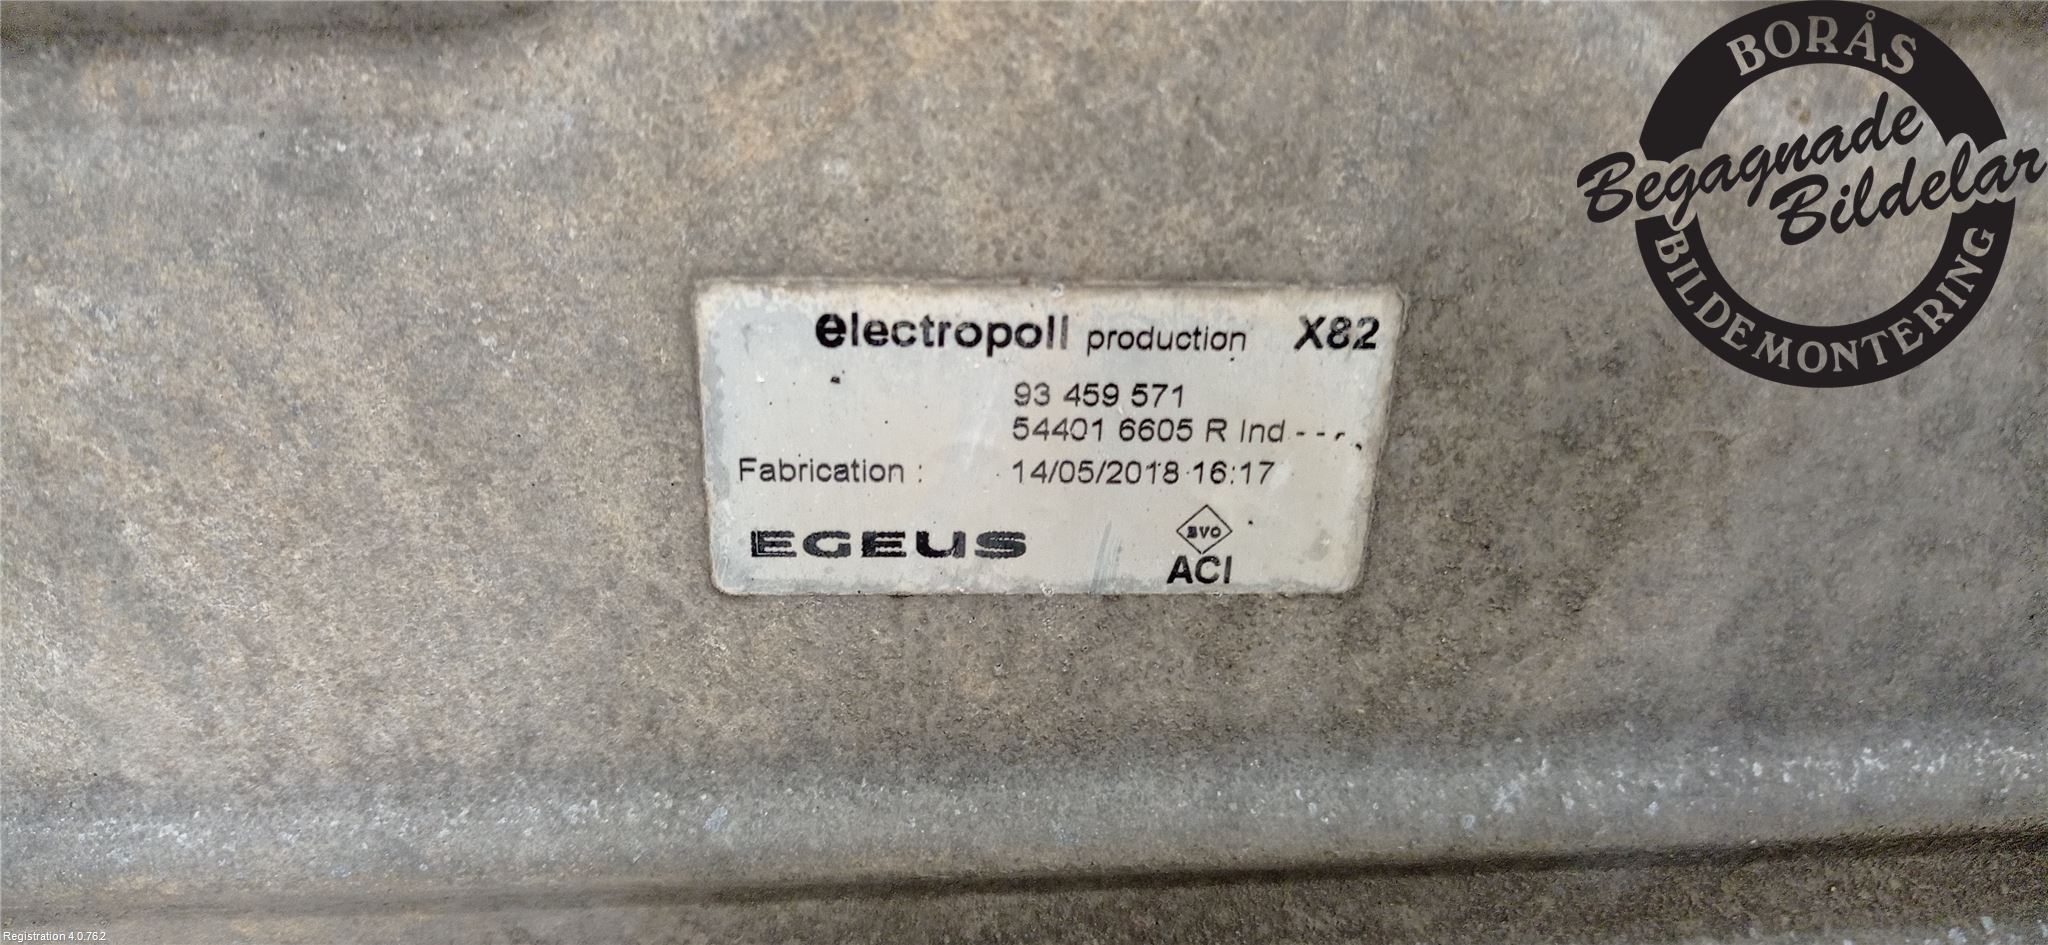 BORÅS
Begagnade
Bildelar
BILDEMONTERING
electropoll production X82
93 459 571
54401 6605 R Ind - - -
Fabrication : 14/05/2018 16:17
EGEUS
BVO
ACI
Registration 4.0.762